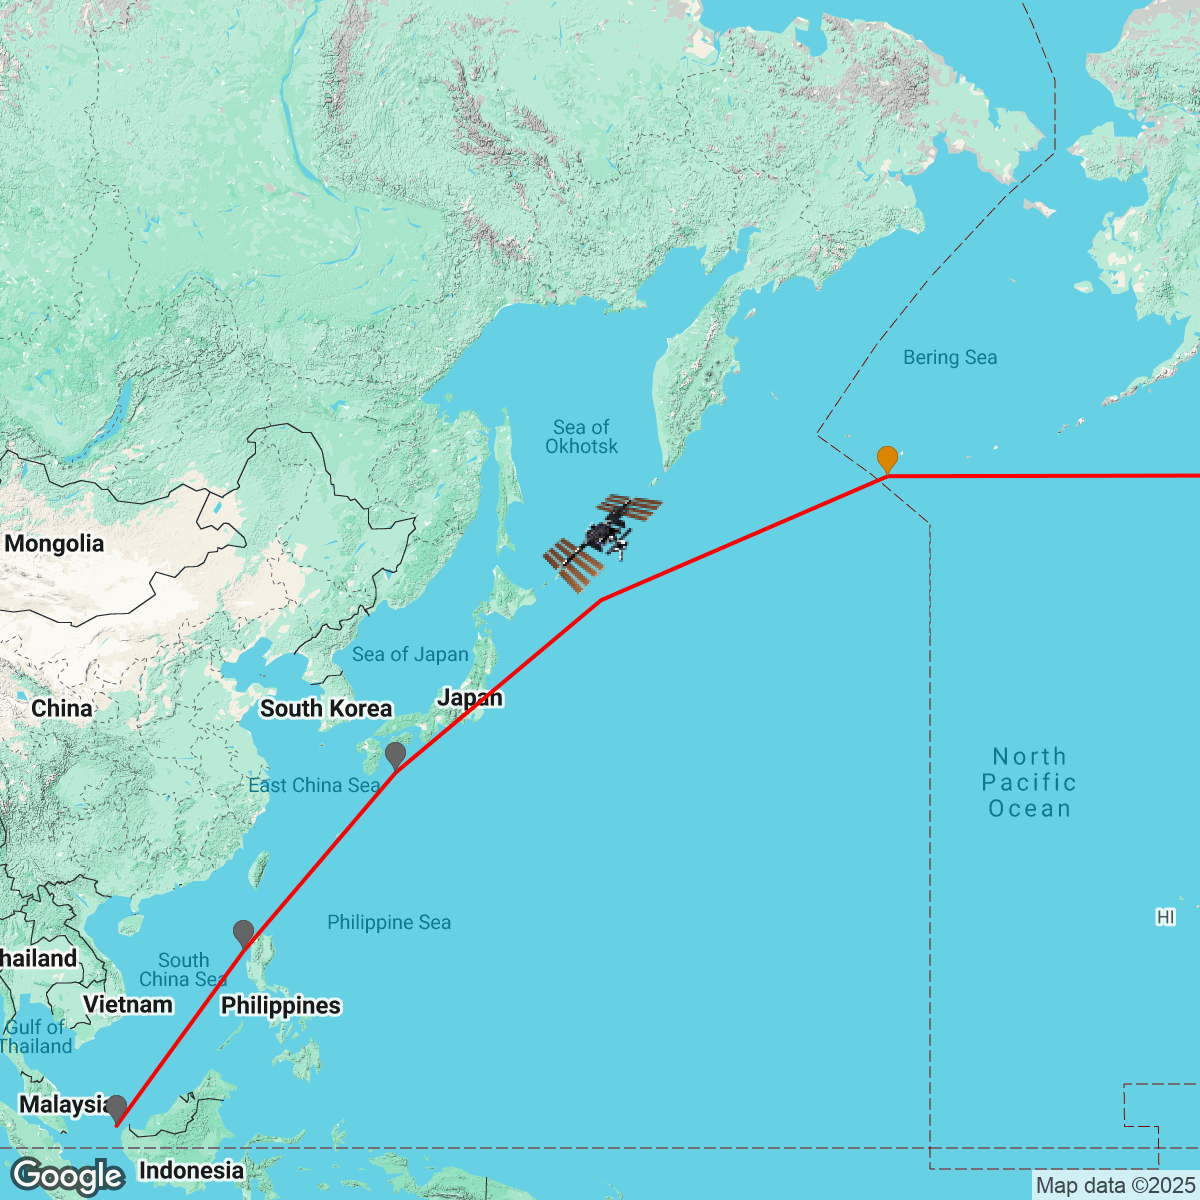 Bering Sea
Sea of
Okhotsk
Mongolia
Sea of Japan
Japan
China
South Korea
North
Pacific
Ocean
East China Sea
HI
Philippine Sea
hailand
South
China Sea
Vietnam
Philippines
Gulf of
Thailand
Malaysia
Indonesia
Google
Map data ©2025